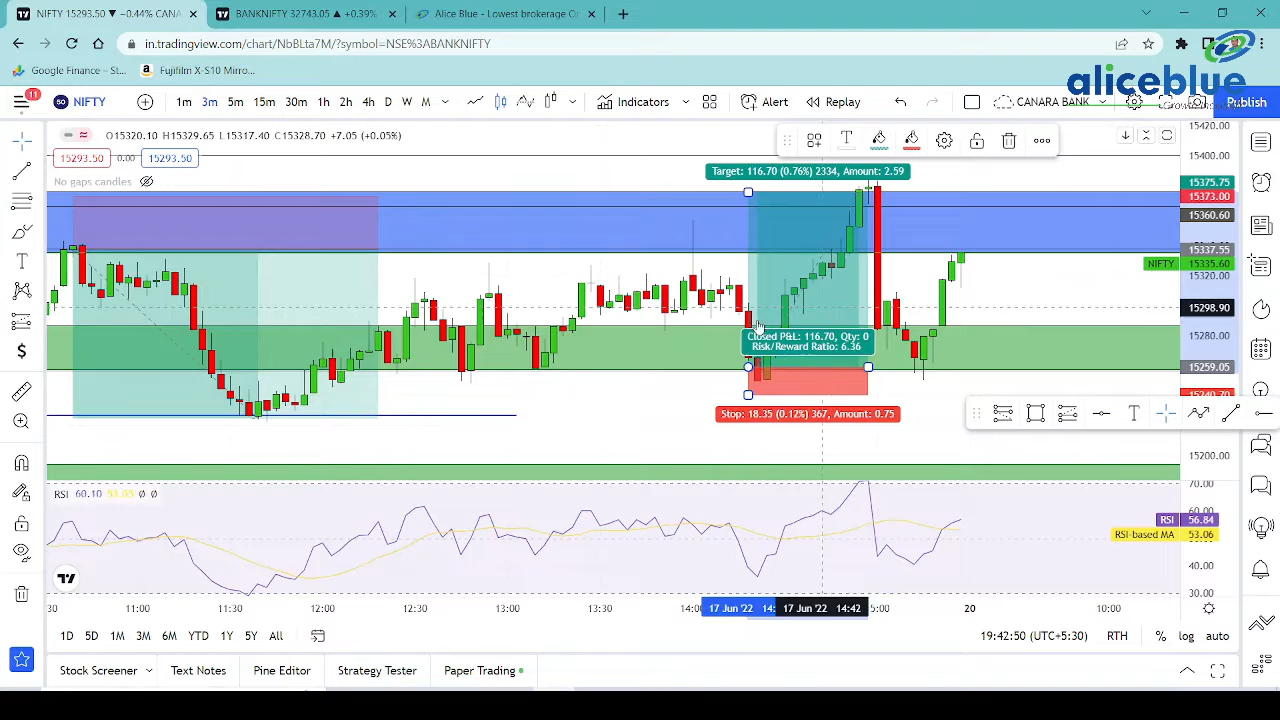 NIFTY 15293.50 ▼ −0.44% CANA
BANKNIFTY 32743.05 ▲ +0.39%
Alice Blue - Lowest brokerage O
in.tradingview.com/chart/NbBLta7M/?symbol=NSE%3ABANKNIFTY
Google Finance – St...
Fujifilm X-S10 Mirro...
aliceblue
11
50 NIFTY
1m 3m 5m 15m 30m 1h 2h 4h D W M
Indicators
Alert
Replay
CANARA BANK
Publish
O15320.10 H15329.65 L15317.40 C15328.70 +7.05 (+0.05%)
15293.50 0.00 15293.50
No gaps candles
Target: 116.70 (0.76%) 2334, Amount: 2.59
Closed P&L: 116.70, Qty: 0
Risk/Reward Ratio: 6.36
Stop: 18.35 (0.12%) 367, Amount: 0.75
15420.00
15400.00
15375.75
15373.00
15360.60
15337.55
NIFTY 15335.60
15320.00
15298.90
15280.00
15259.05
15200.00
RSI 60.10 53.05 Ø Ø
70.00
60.00
RSI 56.84
RSI-based MA 53.06
40.00
30.00
30 11:00 11:30 12:00 12:30 13:00 13:30 14:00 17 Jun '22 14: 17 Jun '22 14:42 5:00 20 10:00
1D 5D 1M 3M 6M YTD 1Y 5Y All
19:42:50 (UTC+5:30) RTH % log auto
Stock Screener Text Notes Pine Editor Strategy Tester Paper Trading